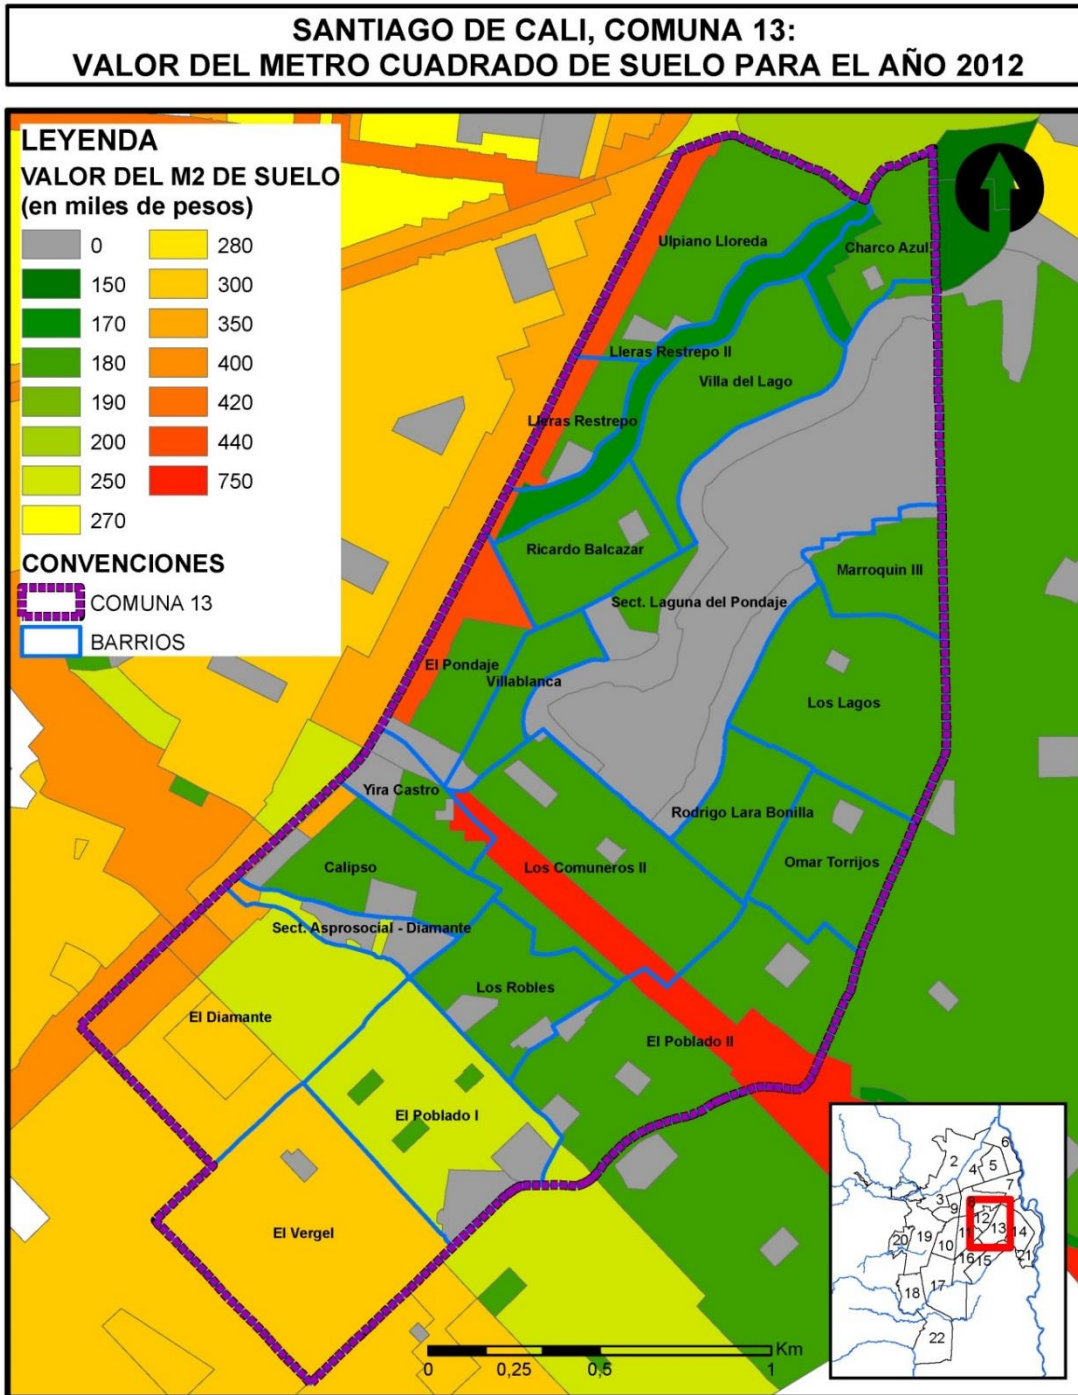 SANTIAGO DE CALI, COMUNA 13:
VALOR DEL METRO CUADRADO DE SUELO PARA EL AÑO 2012
LEYENDA
VALOR DEL M2 DE SUELO
(en miles de pesos)
0 280
150 300
170 350
180 400
190 420
200 440
250 750
270
CONVENCIONES
COMUNA 13
BARRIOS
Ulpiano Lloreda
Charco Azul
Lleras Restrepo II
Villa del Lago
Lleras Restrepo
Ricardo Balcazar
Marroquin III
Sect. Laguna del Pondaje
El Pondaje
Villablanca
Los Lagos
Yira Castro
Rodrigo Lara Bonilla
Calipso
Los Comuneros II
Omar Torrijos
Sect. Asprosocial - Diamante
Los Robles
El Diamante
El Poblado II
El Poblado I
El Vergel
6
2
4
5
7
1
3
8
9
12
13
14
11
20
19
10
21
16
15
18
17
22
Km
0 0,25 0,5 1